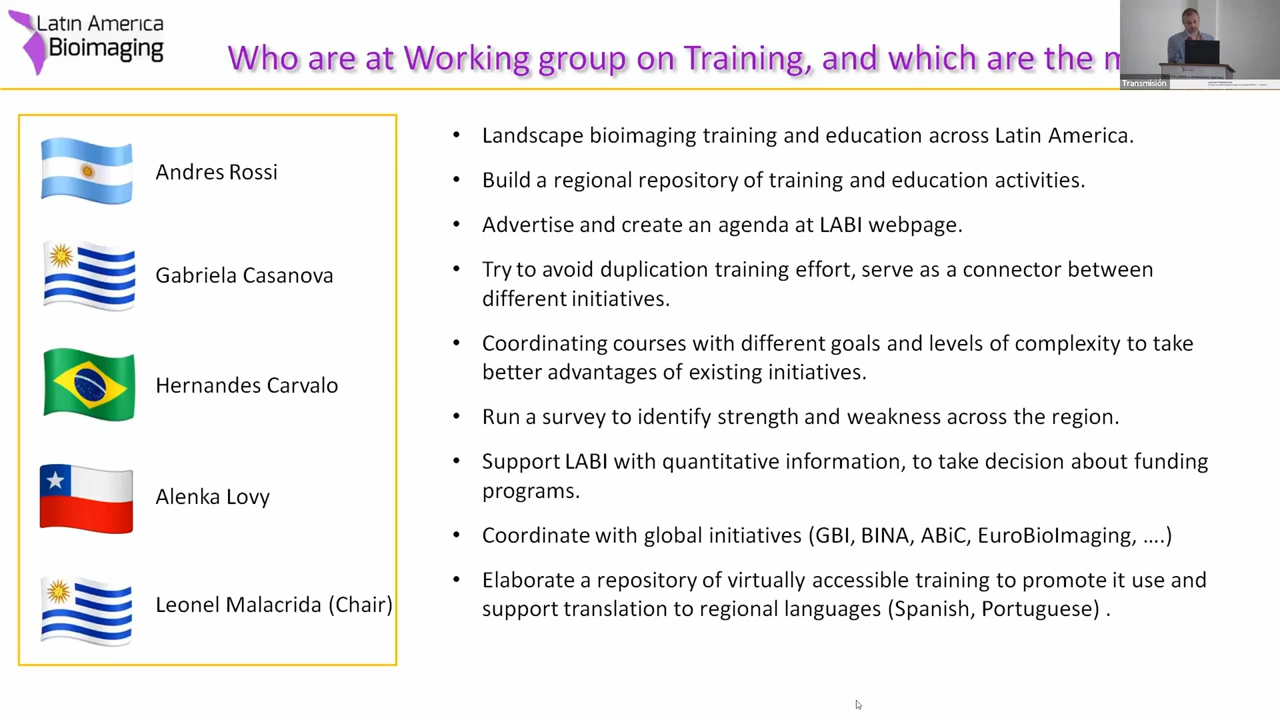 Latin America
Bioimaging
Who are at Working group on Training, and which are the m
Transmisión
Andres Rossi
Gabriela Casanova
Hernandes Carvalo
Alenka Lovy
Leonel Malacrida (Chair)
• Landscape bioimaging training and education across Latin America.
• Build a regional repository of training and education activities.
• Advertise and create an agenda at LABI webpage.
• Try to avoid duplication training effort, serve as a connector between
different initiatives.
• Coordinating courses with different goals and levels of complexity to take
better advantages of existing initiatives.
• Run a survey to identify strength and weakness across the region.
• Support LABI with quantitative information, to take decision about funding
programs.
• Coordinate with global initiatives (GBI, BINA, ABiC, EuroBioImaging, ....)
• Elaborate a repository of virtually accessible training to promote it use and
support translation to regional languages (Spanish, Portuguese) .